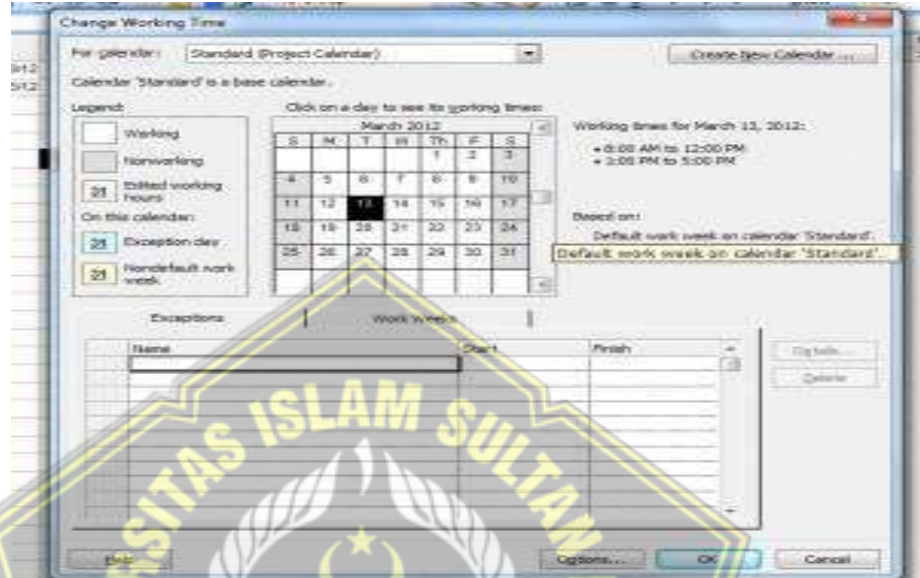 Change Working Time
For calendar: Standard (Project Calendar)
Create New Calendar ...
Calendar 'Standard' is a base calendar.
Legend:
Working
Nonworking
31 Edited working hours
On this calendar:
31 Exception day
31 Nondefault work week
Click on a day to see its working times:
March 2012
S M T W Th F S
1 2 3
4 5 6 7 8 9 10
11 12 13 14 15 16 17
18 19 20 21 22 23 24
25 26 27 28 29 30 31
Working times for March 13, 2012:
• 8:00 AM to 12:00 PM
• 1:00 PM to 5:00 PM
Based on:
Default work week on calendar 'Standard'.
Default work week on calendar 'Standard'.
Exceptions
Work Weeks
Name Start Finish
Details...
Delete
Help
Options...
OK
Cancel
RSITAS ISLAM SULTAN